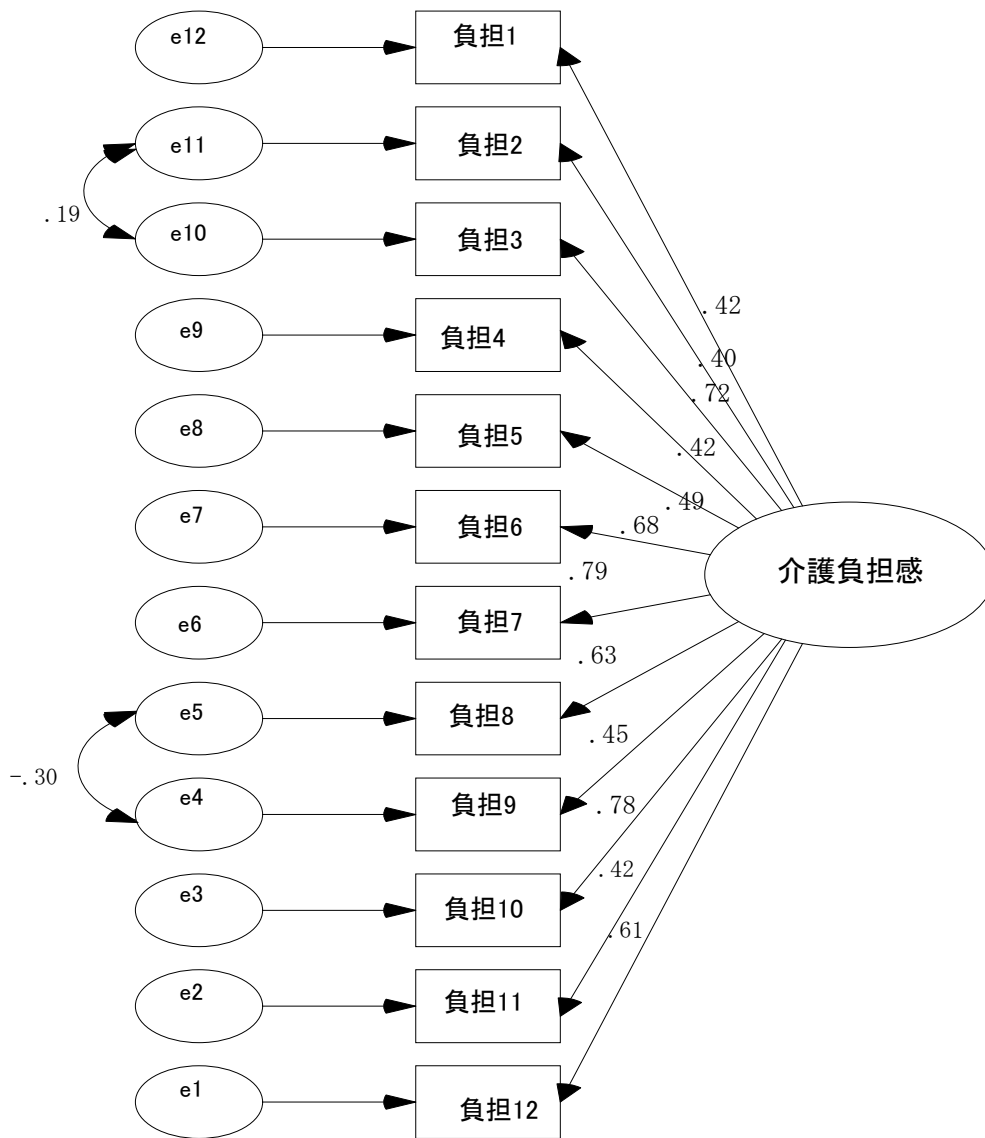 e12
負担1
e11
負担2
.19
e10
負担3
e9
負担4
.42
.40
.72
.42
e8
負担5
.49
e7
負担6
.68
介護負担感
.79
e6
負担7
.63
e5
負担8
.45
-.30
e4
負担9
.78
e3
負担10
.42
.61
e2
負担11
e1
負担12